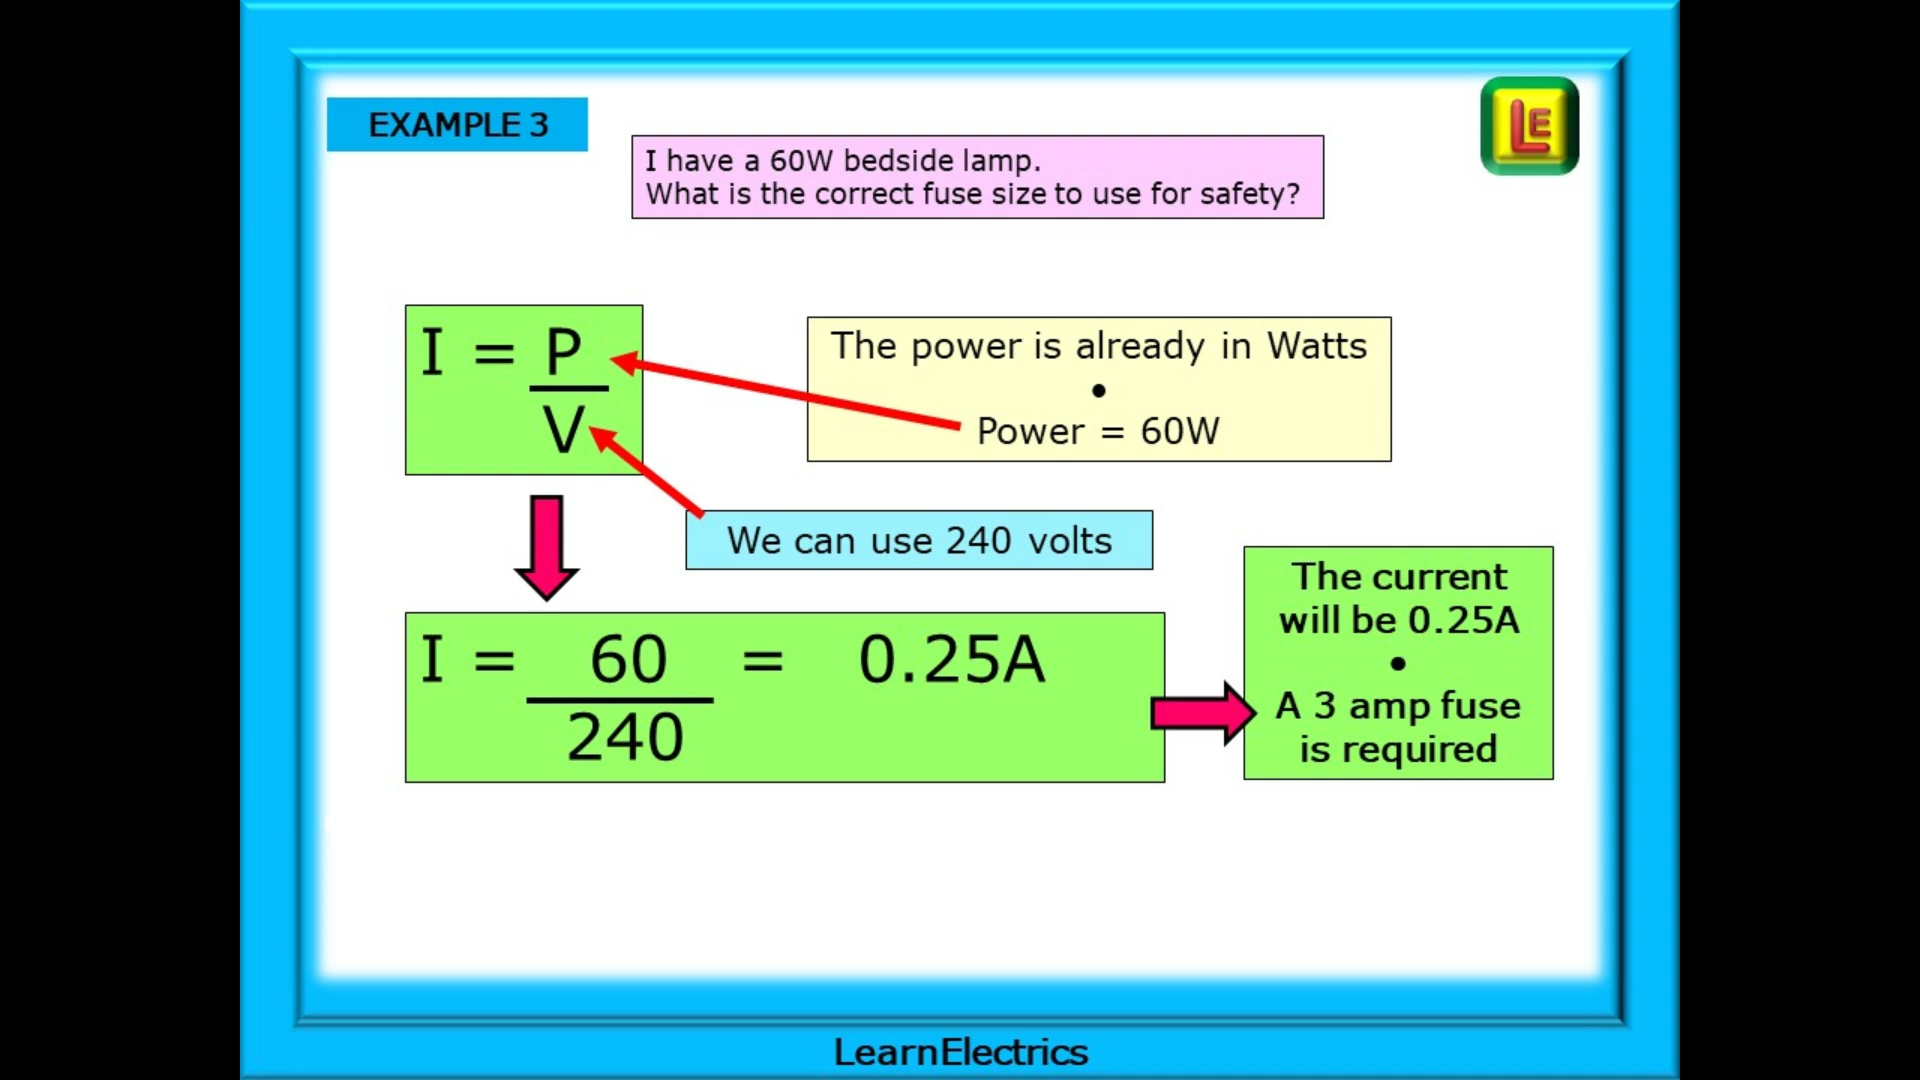 EXAMPLE 3
LE
I have a 60W bedside lamp.
What is the correct fuse size to use for safety?
I = P
V
The power is already in Watts
•
Power = 60W
We can use 240 volts
I = 60 = 0.25A
240
The current
will be 0.25A
•
A 3 amp fuse
is required
LearnElectrics